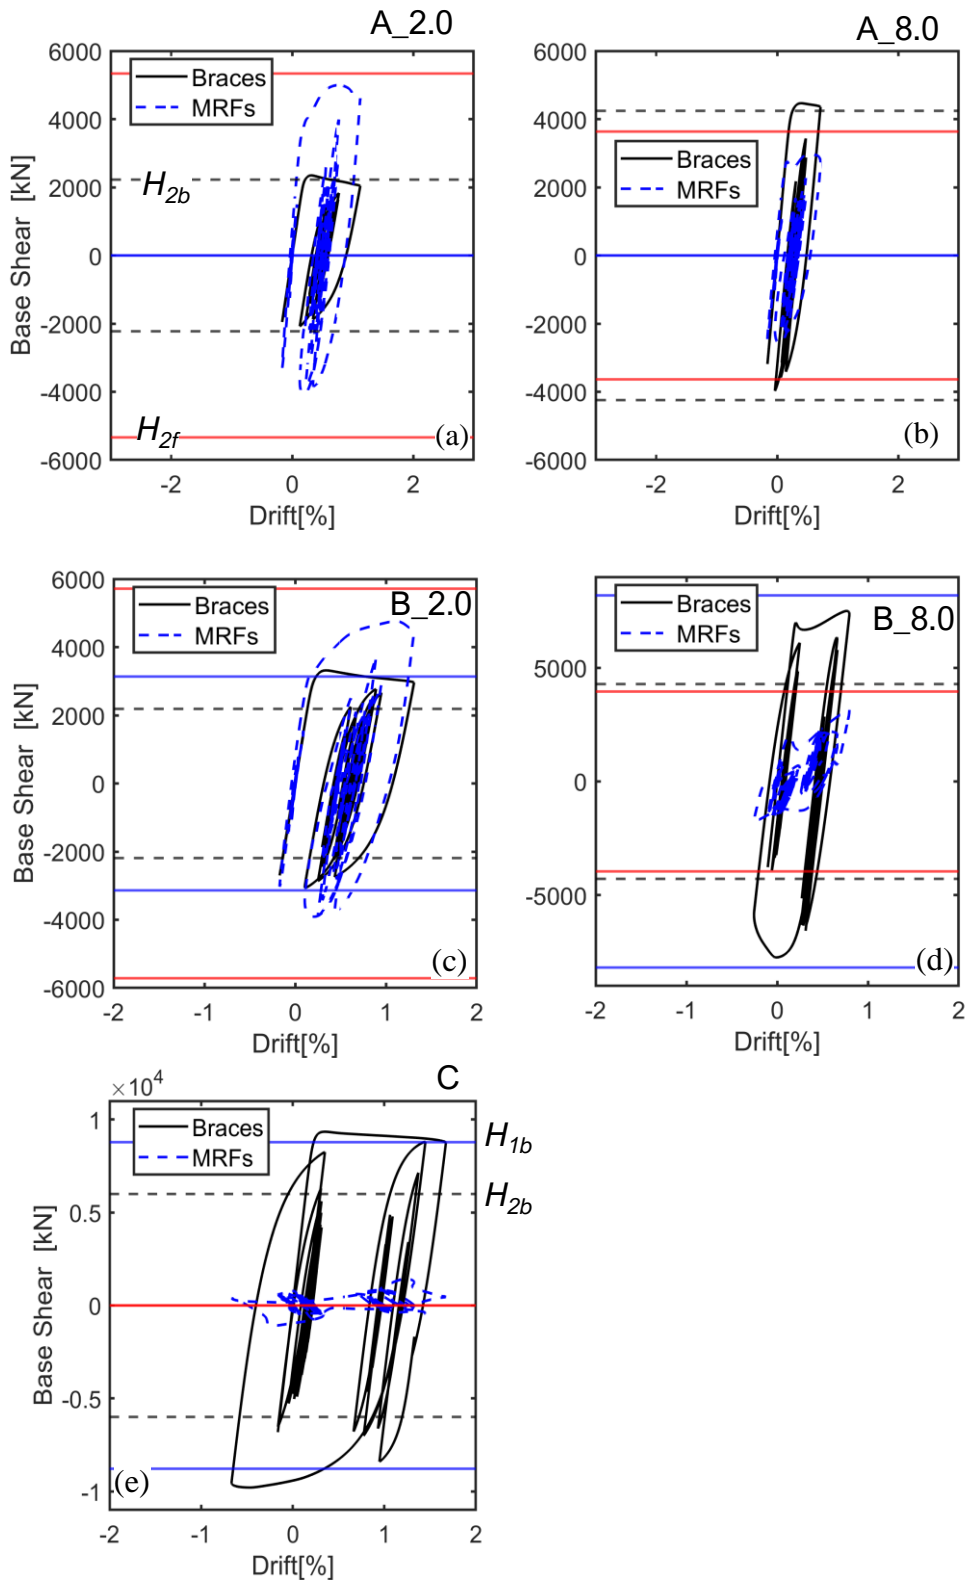 A_2.0
6000
4000
2000
0
-2000
-4000
-6000
Base Shear [kN]
Braces
MRFs
H2b
H2f
(a)
-2 0 2
Drift[%]
A_8.0
6000
4000
2000
0
-2000
-4000
-6000
Braces
MRFs
(b)
-2 0 2
Drift[%]
B_2.0
6000
4000
2000
0
-2000
-4000
-6000
Base Shear [kN]
Braces
MRFs
(c)
-2 -1 0 1 2
Drift[%]
B_8.0
5000
0
-5000
Braces
MRFs
(d)
-2 -1 0 1 2
Drift[%]
C
×10^4
1
0.5
0
-0.5
-1
Base Shear [kN]
Braces
MRFs
H1b
H2b
(e)
-2 -1 0 1 2
Drift[%]